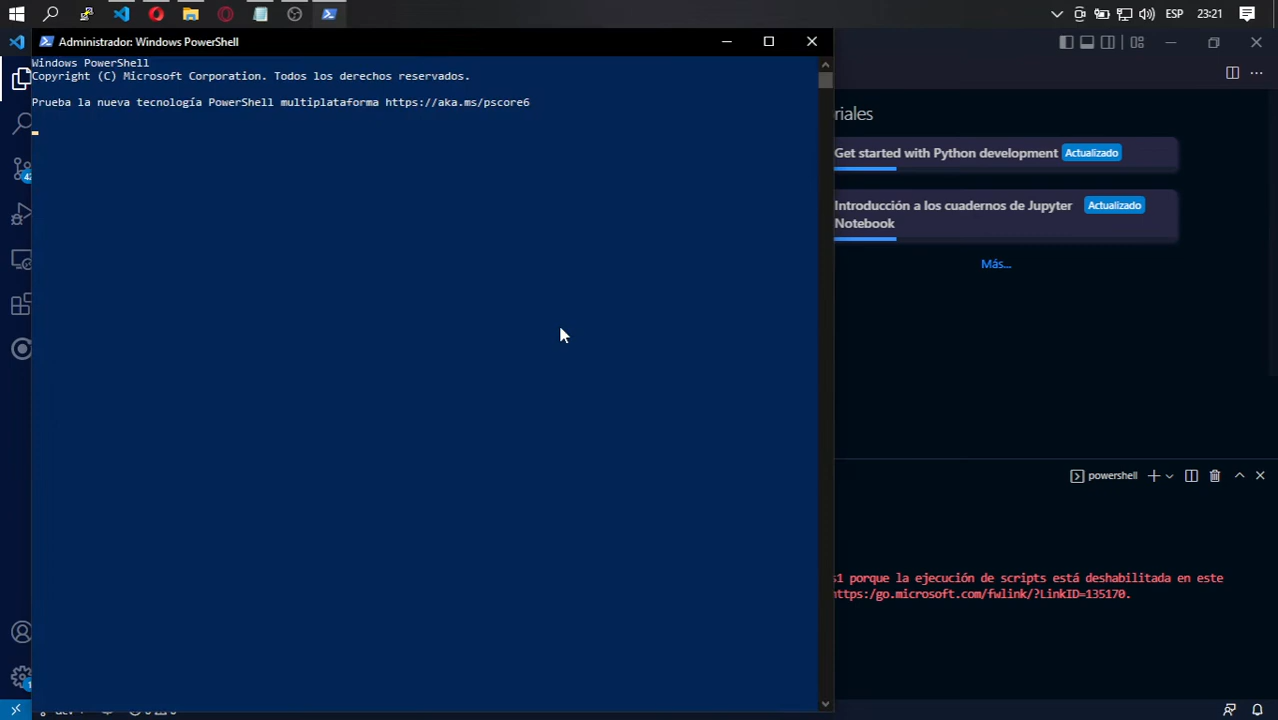 ESP 23:21
Administrador: Windows PowerShell
Windows PowerShell
Copyright (C) Microsoft Corporation. Todos los derechos reservados.
Prueba la nueva tecnología PowerShell multiplataforma https://aka.ms/pscore6
riales
Get started with Python development Actualizado
Introducción a los cuadernos de Jupyter Actualizado
Notebook
Más...
powershell
s1 porque la ejecución de scripts está deshabilitada en este
https:/go.microsoft.com/fwlink/?LinkID=135170.
1